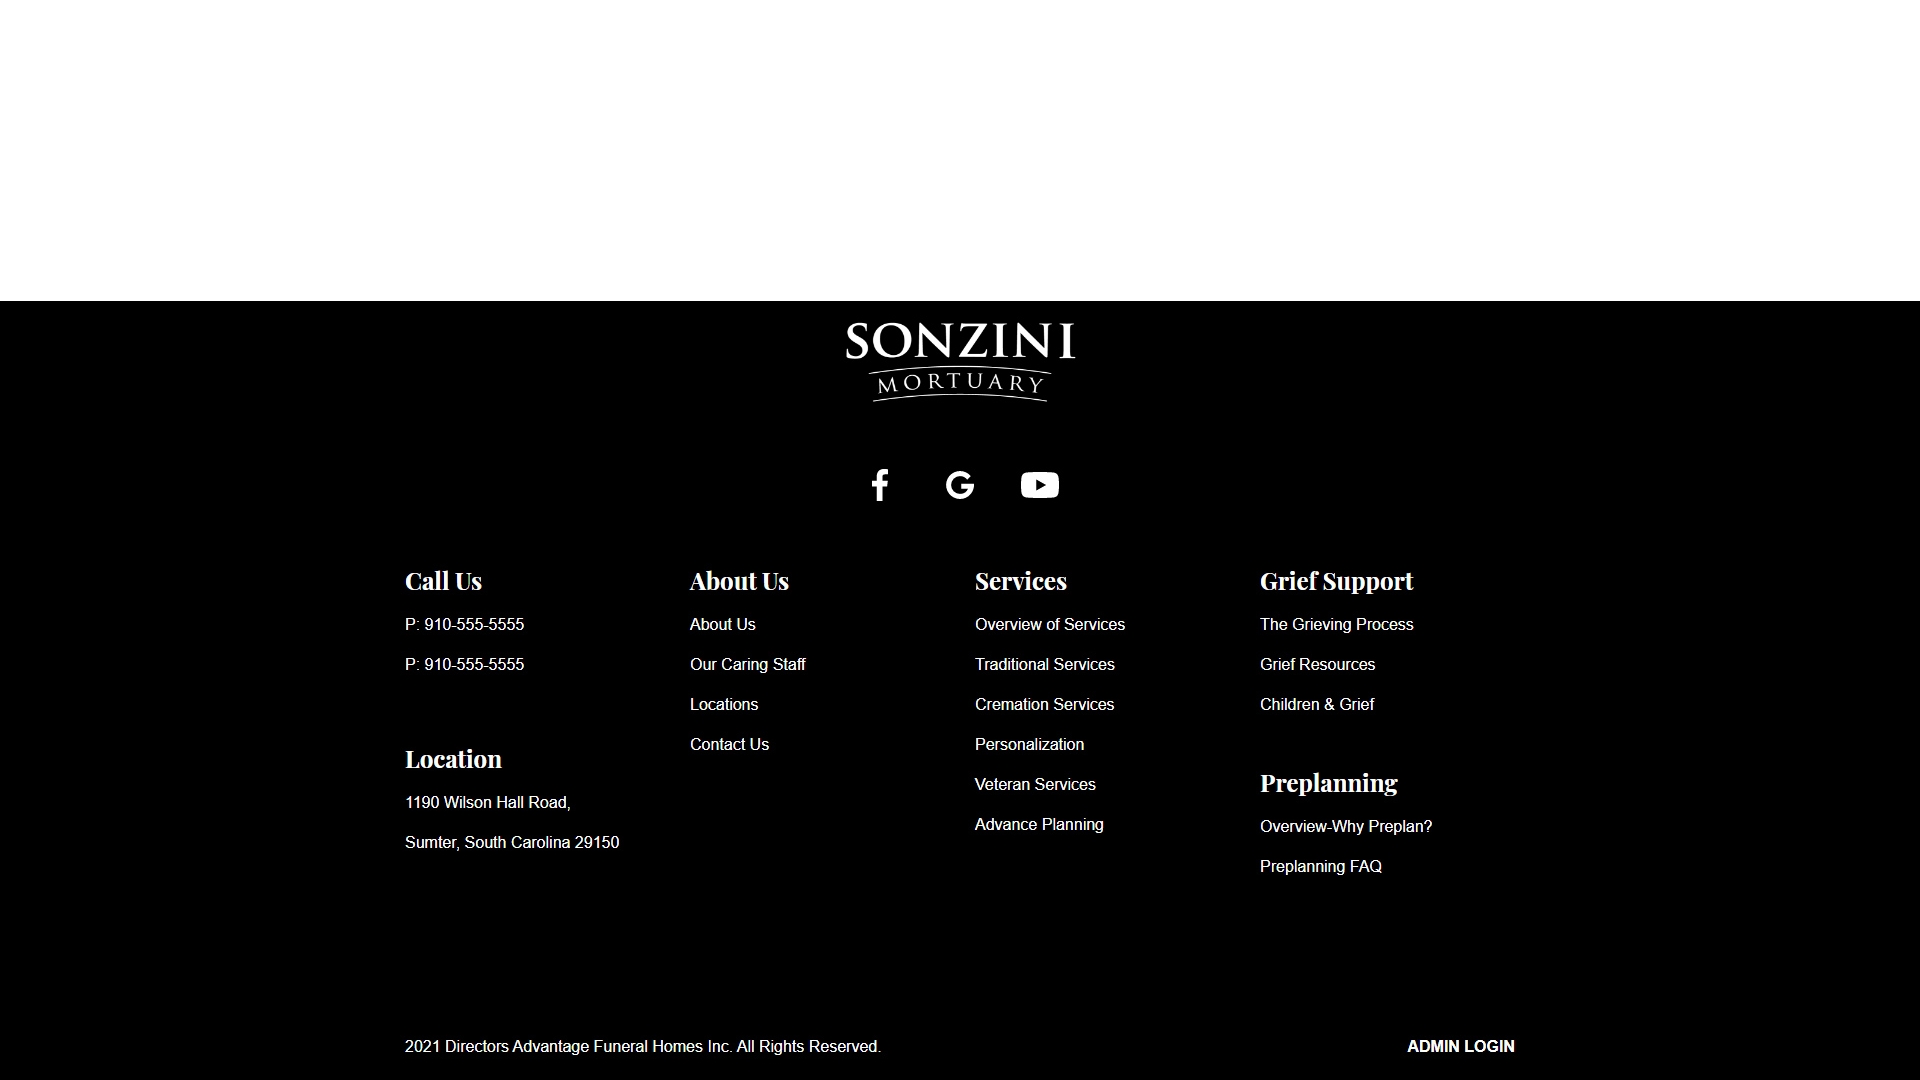 SONZINI
MORTUARY
Call Us
P: 910-555-5555
P: 910-555-5555
Location
1190 Wilson Hall Road,
Sumter, South Carolina 29150
About Us
About Us
Our Caring Staff
Locations
Contact Us
Services
Overview of Services
Traditional Services
Cremation Services
Personalization
Veteran Services
Advance Planning
Grief Support
The Grieving Process
Grief Resources
Children & Grief
Preplanning
Overview-Why Preplan?
Preplanning FAQ
2021 Directors Advantage Funeral Homes Inc. All Rights Reserved.
ADMIN LOGIN